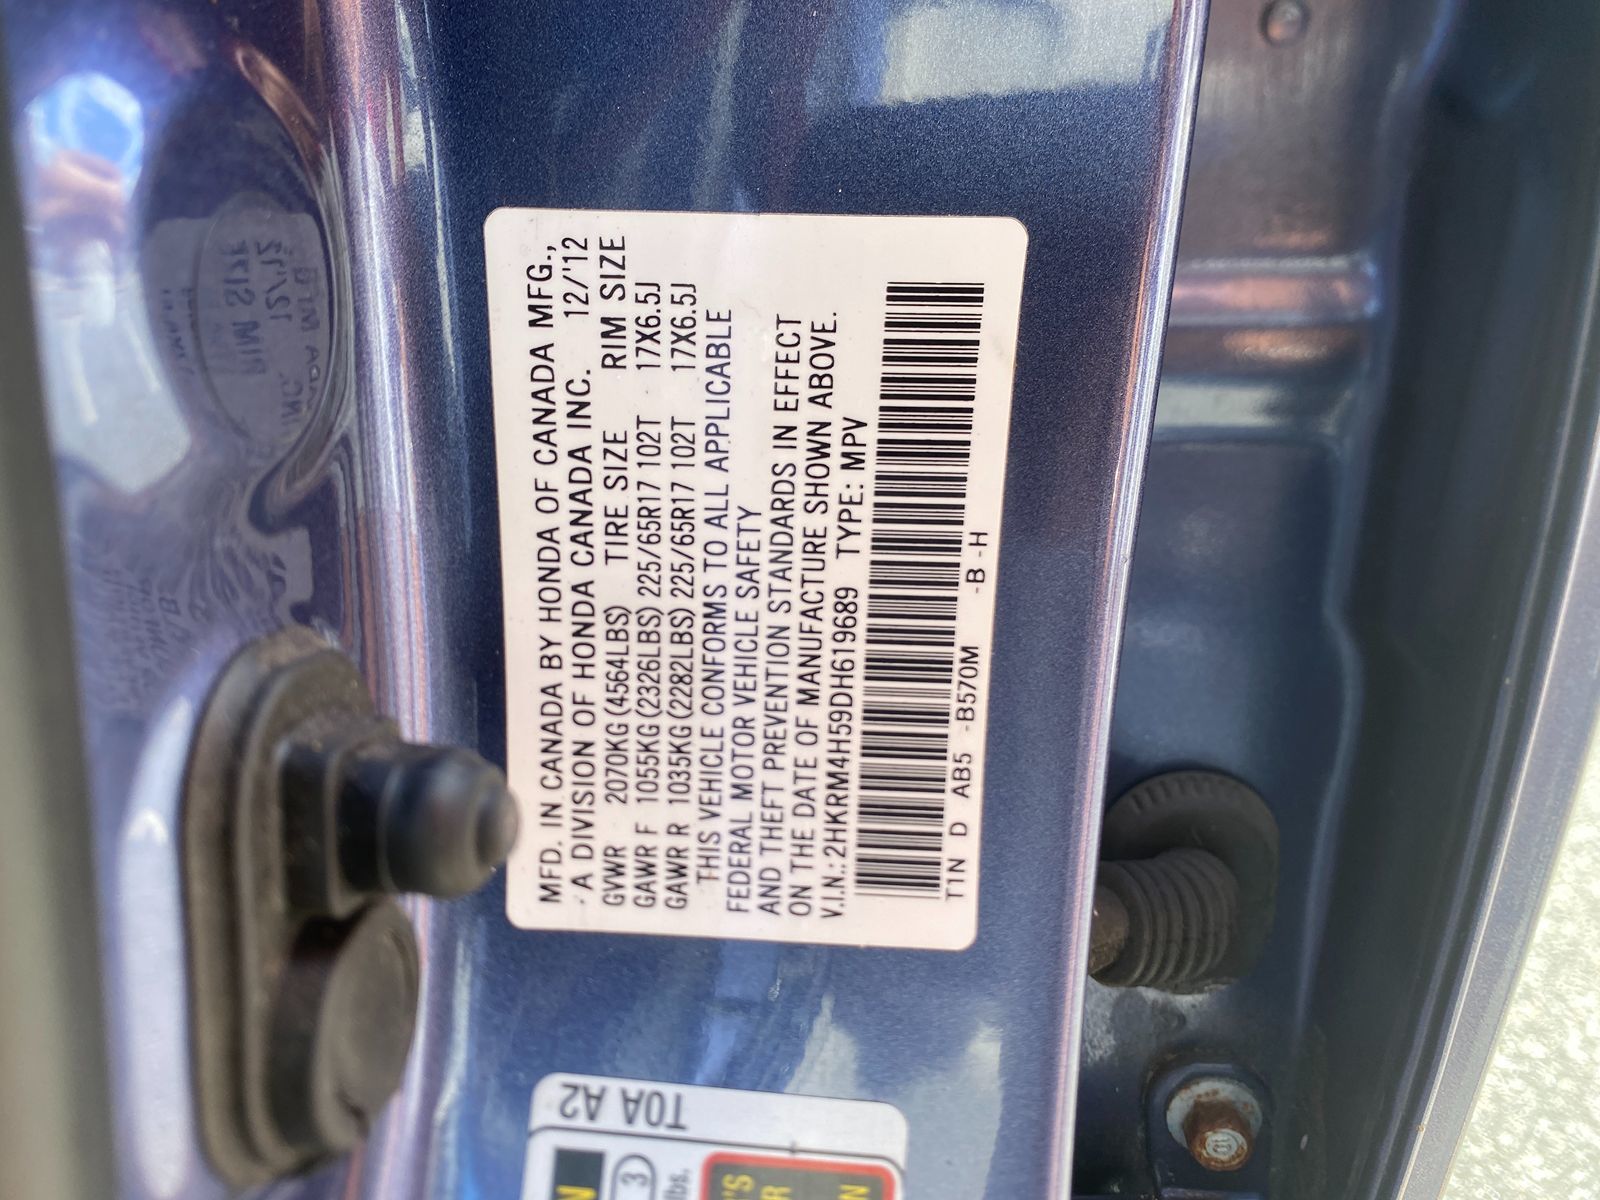 MFD. IN CANADA BY HONDA OF CANADA MFG.,
A DIVISION OF HONDA CANADA INC. 12/'12
GVWR 2070KG(4564LBS) TIRE SIZE RIM SIZE
GAWR F 1055KG(2326LBS) 225/65R17 102T 17X6.5J
GAWR R 1035KG(2282LBS) 225/65R17 102T 17X6.5J
THIS VEHICLE CONFORMS TO ALL APPLICABLE
FEDERAL MOTOR VEHICLE SAFETY
AND THEFT PREVENTION STANDARDS IN EFFECT
ON THE DATE OF MANUFACTURE SHOWN ABOVE.
V.I.N.:2HKRM4H59DH619689 TYPE: MPV
T1N D AB5 -B570M -B -H
T0A A2
3
lbs.